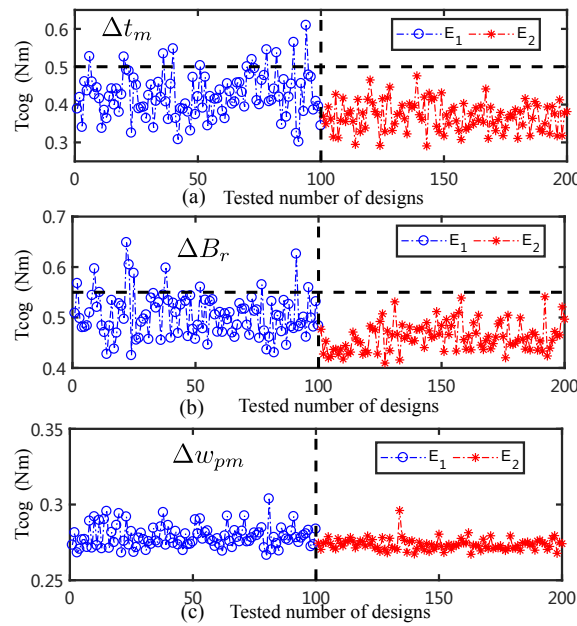 Δt_m
E_1
E_2
Tcog (Nm)
0.6
0.5
0.4
0.3
0
50
100
150
200
(a)
Tested number of designs
ΔB_r
E_1
E_2
Tcog (Nm)
0.7
0.6
0.5
0.4
0
50
100
150
200
(b)
Tested number of designs
Δw_{pm}
E_1
E_2
Tcog (Nm)
0.35
0.3
0.25
0
50
100
150
200
(c)
Tested number of designs